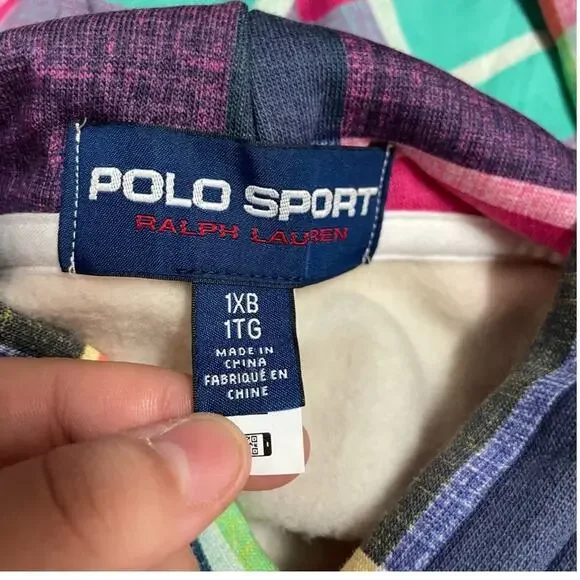 POLO SPORT
RALPH LAUREN
1XB
1TG
MADE IN
CHINA
FABRIQUÉ EN
CHINE